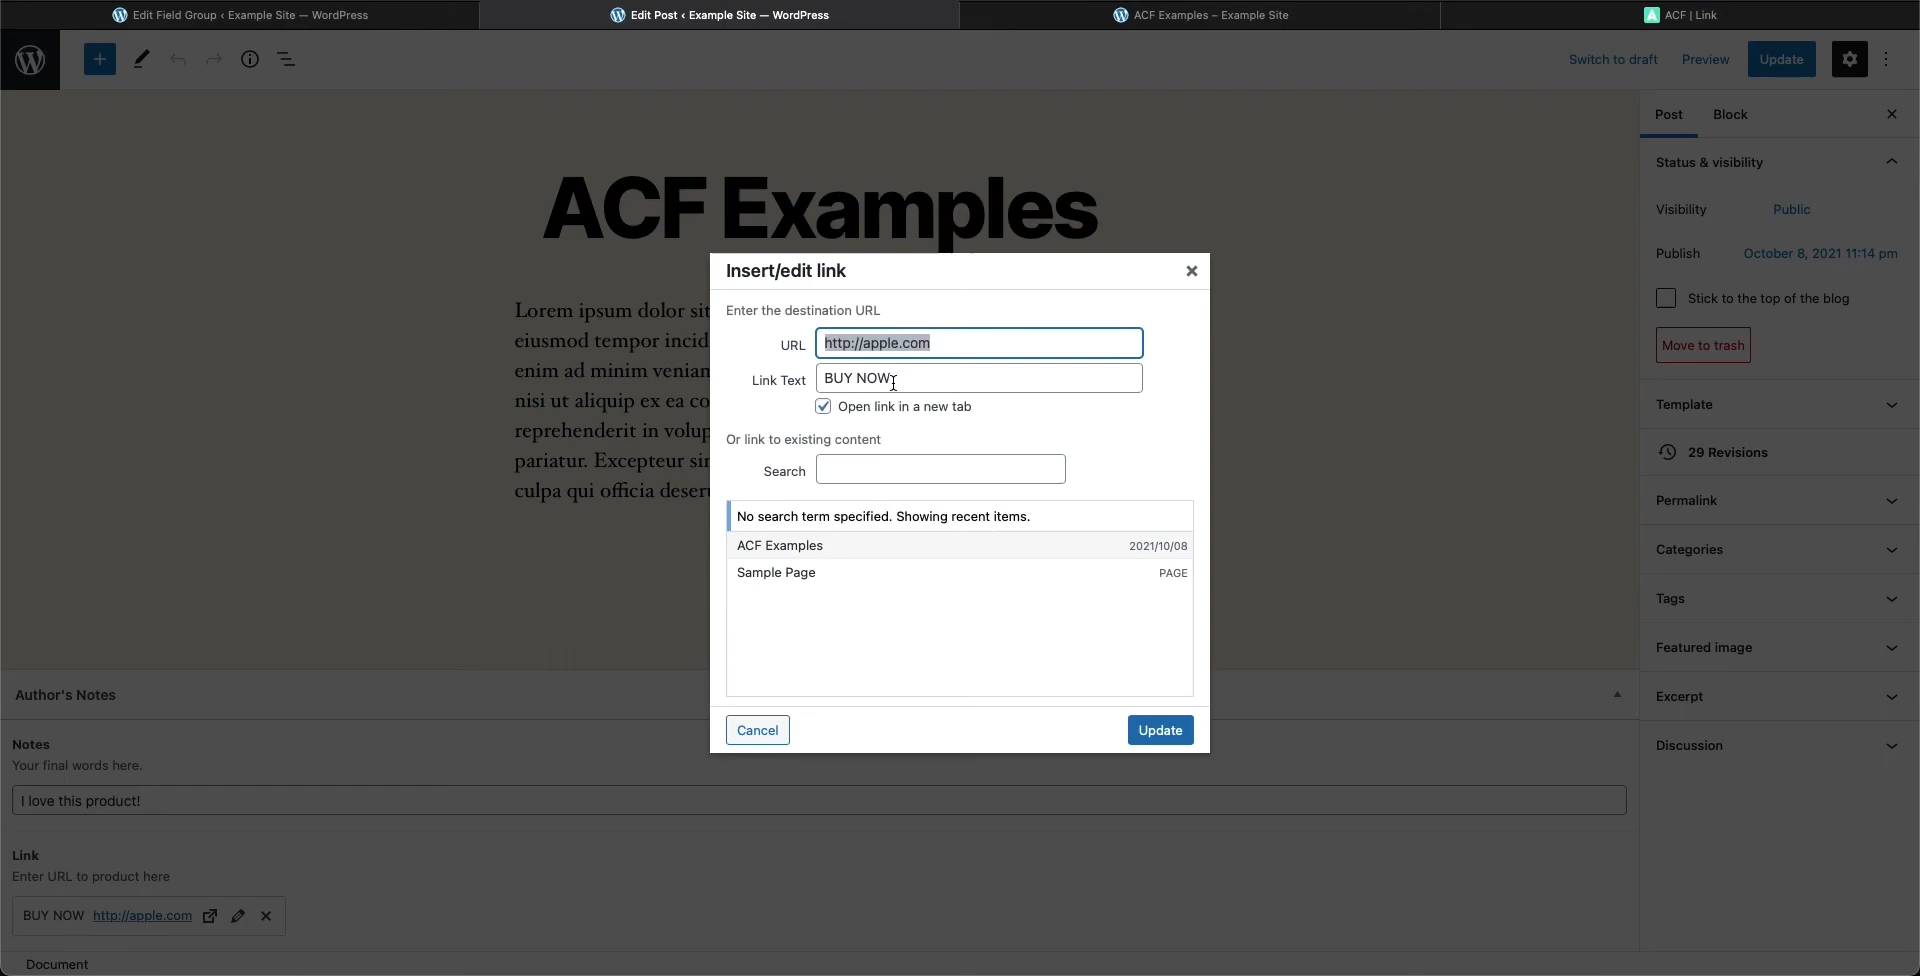 Edit Field Group ‹ Example Site — WordPress
Edit Post ‹ Example Site — WordPress
ACF Examples – Example Site
ACF | Link
Switch to draft
Preview
Update
ACF Examples
Lorem ipsum dolor sit
eiusmod tempor incid
enim ad minim veniam
nisi ut aliquip ex ea co
reprehenderit in volup
pariatur. Excepteur sin
culpa qui officia deseru
Insert/edit link
Enter the destination URL
URL
http://apple.com
Link Text
BUY NOW
Open link in a new tab
Or link to existing content
Search
No search term specified. Showing recent items.
ACF Examples
2021/10/08
Sample Page
PAGE
Cancel
Update
Post
Block
Status & visibility
Visibility
Public
Publish
October 8, 2021 11:14 pm
Stick to the top of the blog
Move to trash
Template
29 Revisions
Permalink
Categories
Tags
Featured image
Excerpt
Discussion
Author's Notes
Notes
Your final words here.
I love this product!
Link
Enter URL to product here
BUY NOW http://apple.com
Document